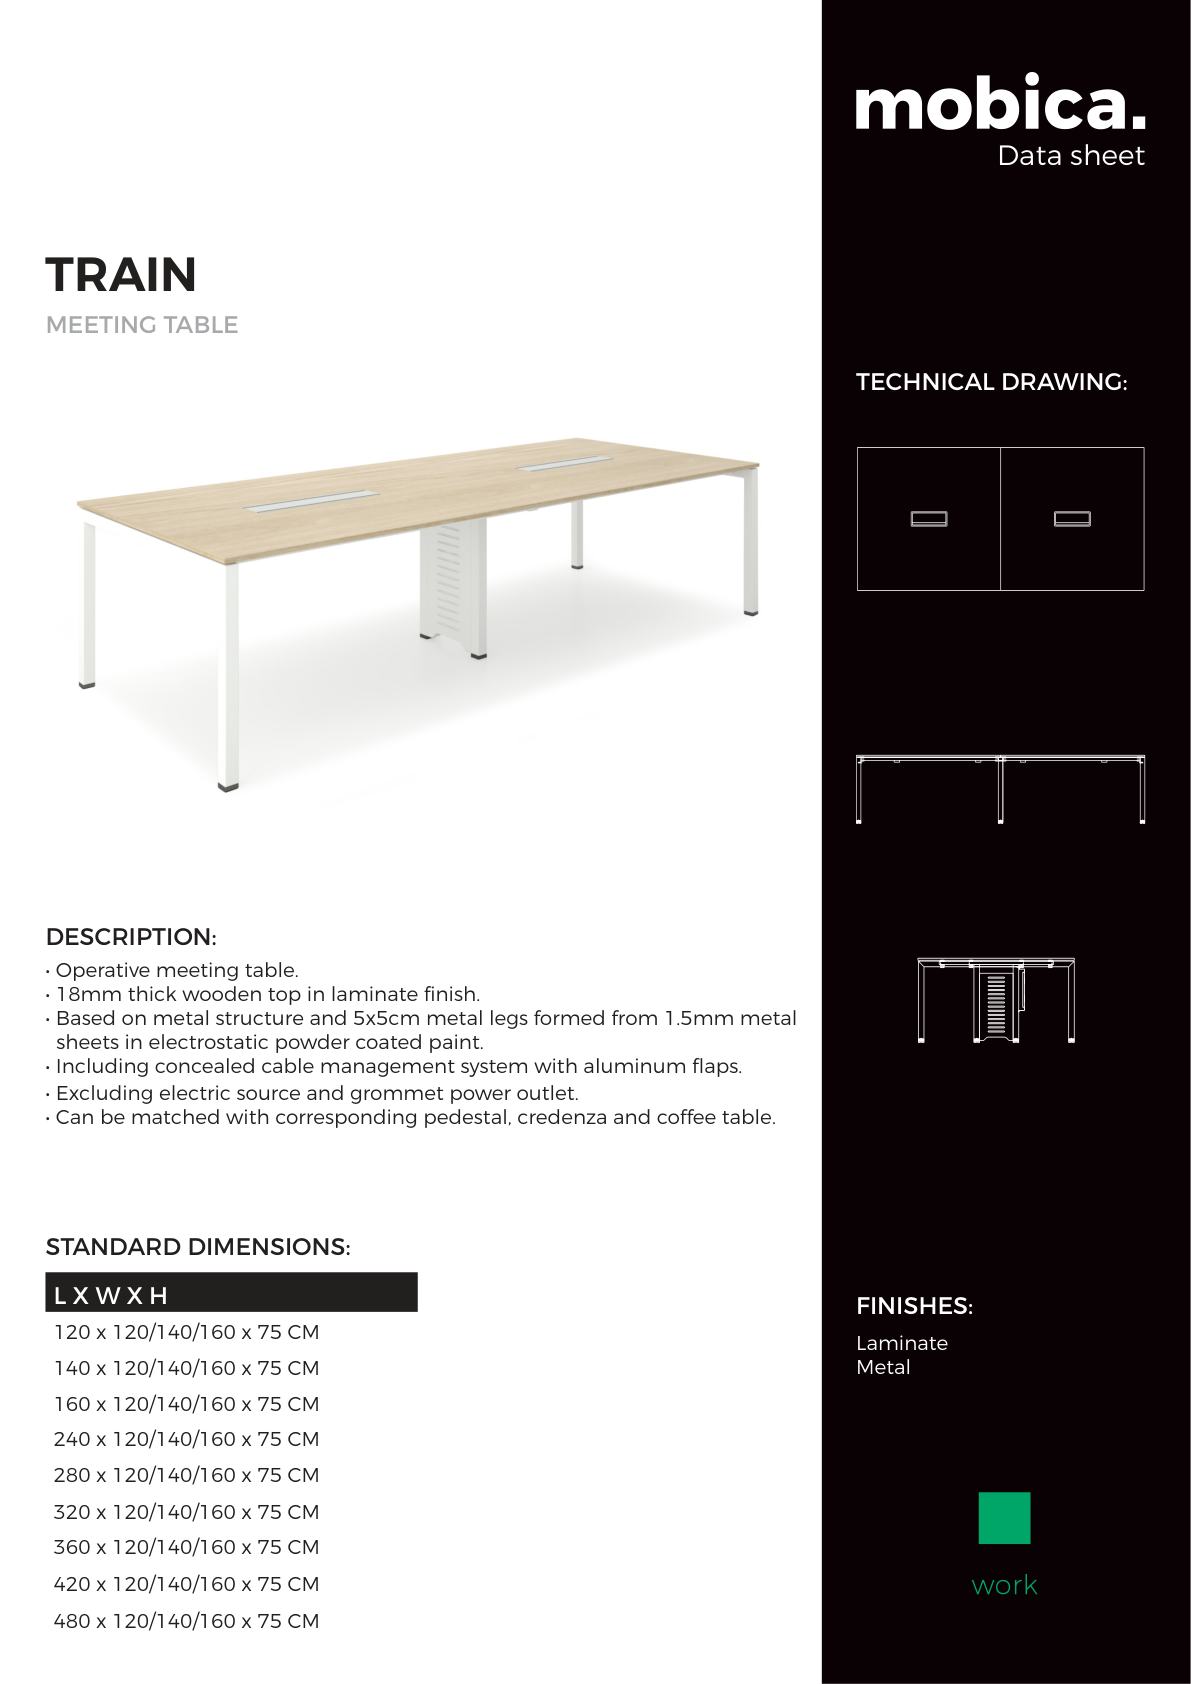 mobica.
Data sheet
TRAIN
MEETING TABLE
TECHNICAL DRAWING:
DESCRIPTION:
• Operative meeting table.
• 18mm thick wooden top in laminate finish.
• Based on metal structure and 5x5cm metal legs formed from 1.5mm metal
sheets in electrostatic powder coated paint.
• Including concealed cable management system with aluminum flaps.
• Excluding electric source and grommet power outlet.
• Can be matched with corresponding pedestal, credenza and coffee table.
STANDARD DIMENSIONS:
L X W X H
120 x 120/140/160 x 75 CM
140 x 120/140/160 x 75 CM
160 x 120/140/160 x 75 CM
240 x 120/140/160 x 75 CM
280 x 120/140/160 x 75 CM
320 x 120/140/160 x 75 CM
360 x 120/140/160 x 75 CM
420 x 120/140/160 x 75 CM
480 x 120/140/160 x 75 CM
FINISHES:
Laminate
Metal
work